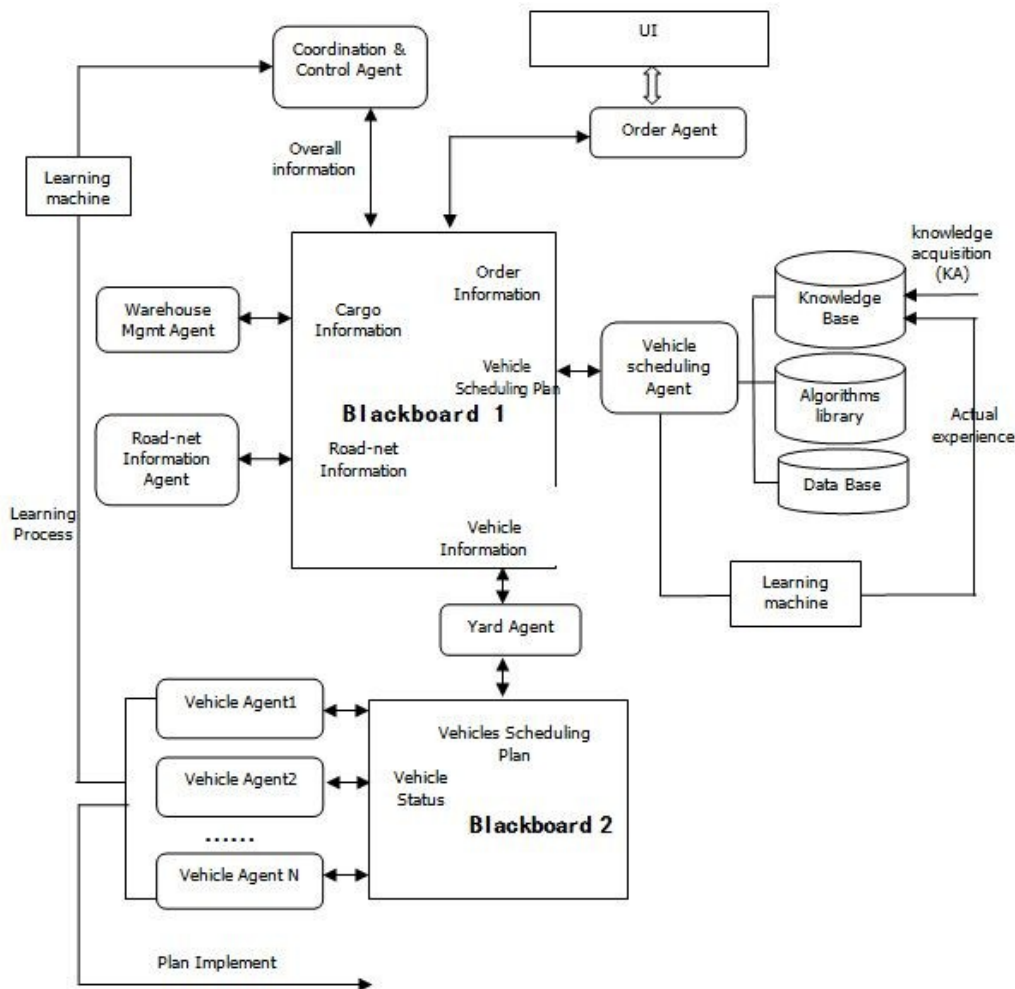 UI
Coordination &
Control Agent
Order Agent
Overall
information
Learning
machine
knowledge
acquisition
(KA)
Order
Information
Knowledge
Base
Warehouse
Mgmt Agent
Cargo
Information
Vehicle
scheduling
Agent
Vehicle
Scheduling Plan
Algorithms
library
Blackboard 1
Actual
experience
Road-net
Information
Agent
Road-net
Information
Data Base
Learning
Process
Vehicle
Information
Learning
machine
Yard Agent
Vehicle Agent1
Vehicles Scheduling
Plan
Vehicle Agent2
Vehicle
Status
Blackboard 2
......
Vehicle Agent N
Plan Implement